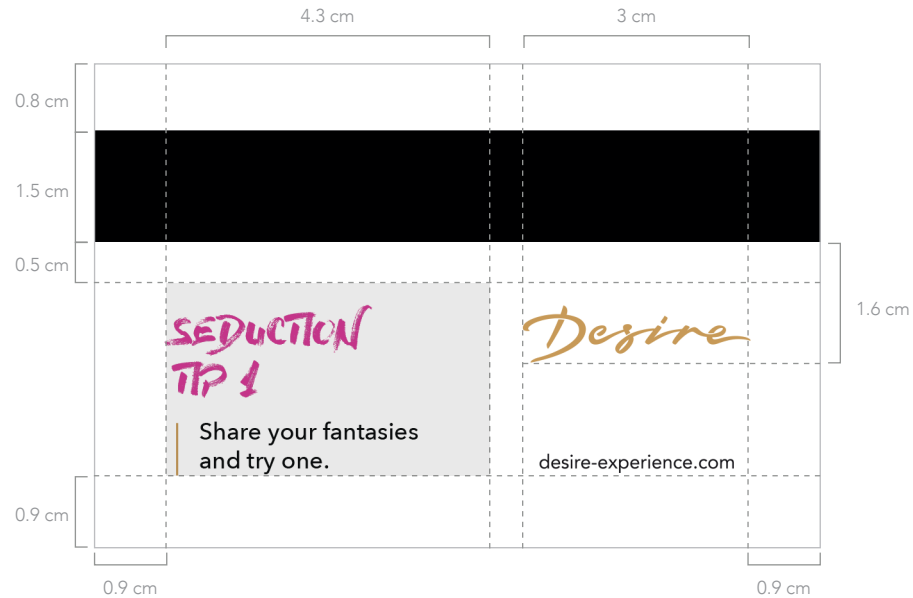 4.3 cm
3 cm
0.8 cm
1.5 cm
0.5 cm
1.6 cm
SEDUCTION
TIP 1
Desire
Share your fantasies
and try one.
desire-experience.com
0.9 cm
0.9 cm
0.9 cm